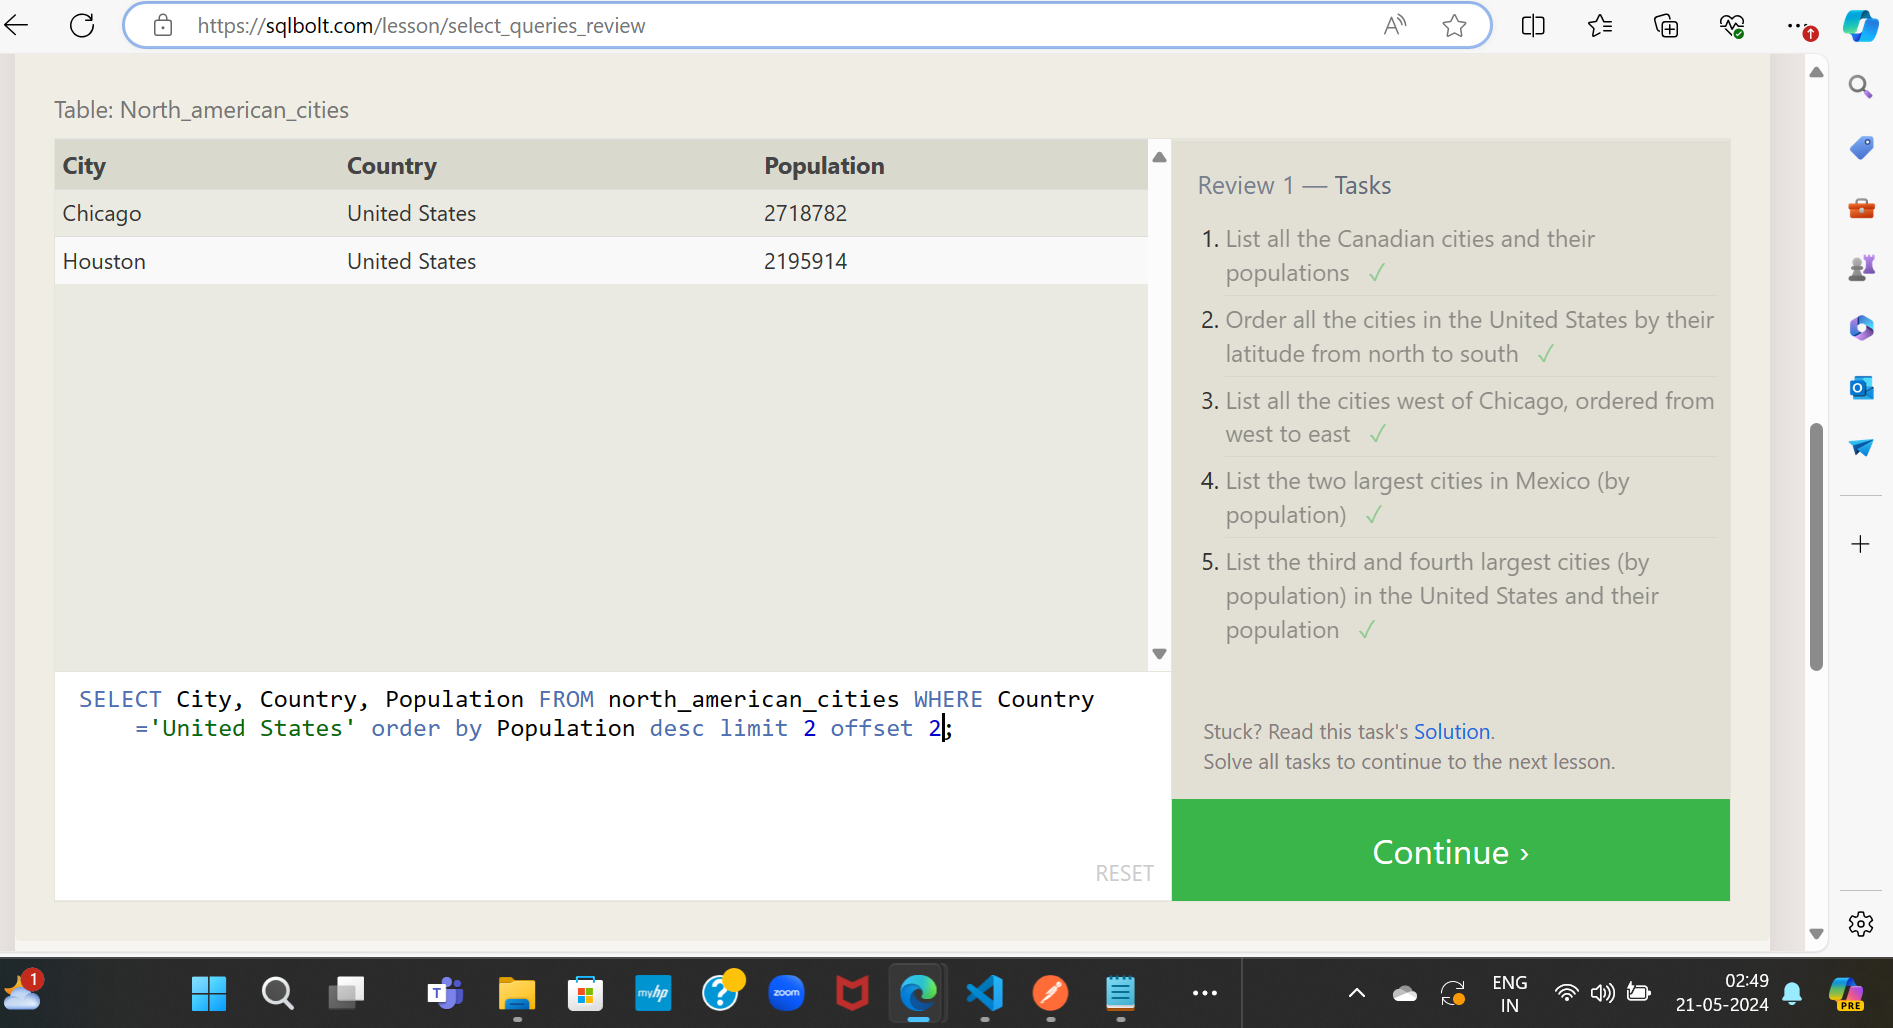 https://sqlbolt.com/lesson/select_queries_review
Table: North_american_cities
City Country Population
Chicago United States 2718782
Houston United States 2195914
Review 1 — Tasks
1. List all the Canadian cities and their
populations ✓
2. Order all the cities in the United States by their
latitude from north to south ✓
3. List all the cities west of Chicago, ordered from
west to east ✓
4. List the two largest cities in Mexico (by
population) ✓
5. List the third and fourth largest cities (by
population) in the United States and their
population ✓
SELECT City, Country, Population FROM north_american_cities WHERE Country
='United States' order by Population desc limit 2 offset 2;
RESET
Stuck? Read this task's Solution.
Solve all tasks to continue to the next lesson.
Continue ›
1
T
myhp
?
zoom
ENG
IN
02:49
21-05-2024
PRE